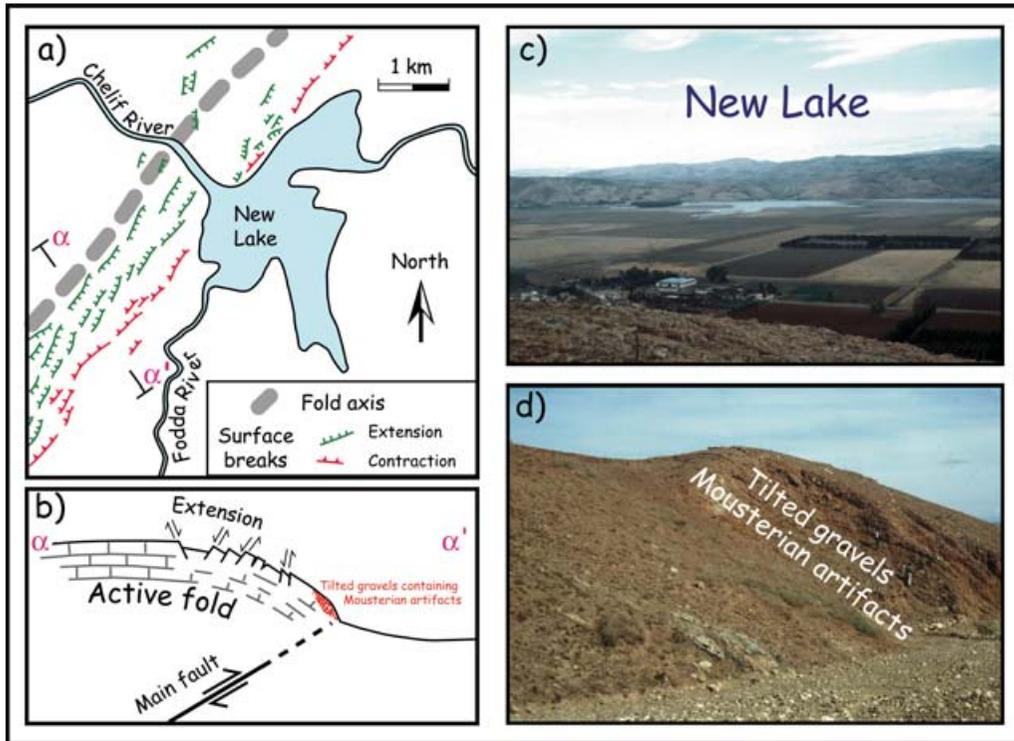 a)
Chelif River
1 km
New
Lake
North
α
α'
Fodda River
Fold axis
Surface
breaks
Extension
Contraction
b)
Extension
α
α'
Active fold
Tilted gravels containing
Mousterian artifacts
Main fault
c)
New Lake
d)
Tilted gravels
Mousterian artifacts